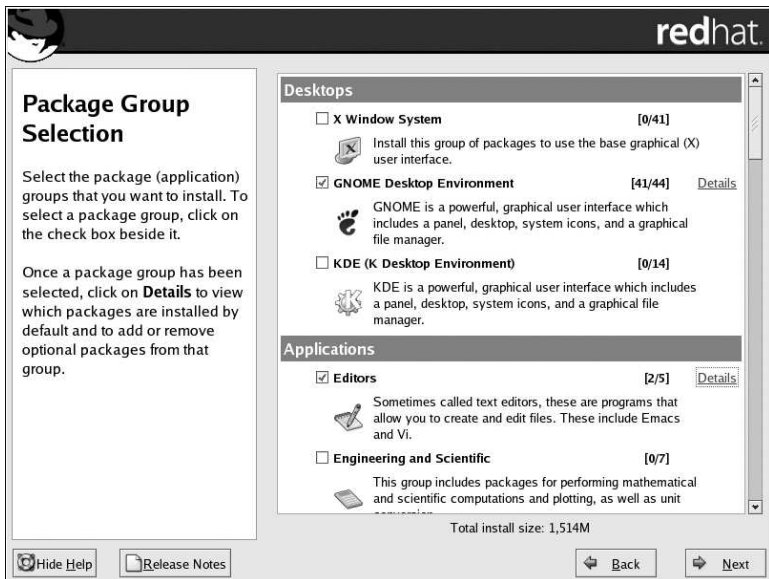 redhat.
Package Group
Selection
Select the package (application)
groups that you want to install. To
select a package group, click on
the check box beside it.
Once a package group has been
selected, click on Details to view
which packages are installed by
default and to add or remove
optional packages from that
group.
Desktops
X Window System [0/41]
Install this group of packages to use the base graphical (X)
user interface.
GNOME Desktop Environment [41/44] Details
GNOME is a powerful, graphical user interface which
includes a panel, desktop, system icons, and a graphical
file manager.
KDE (K Desktop Environment) [0/14]
KDE is a powerful, graphical user interface which includes
a panel, desktop, system icons, and a graphical file
manager.
Applications
Editors [2/5] Details
Sometimes called text editors, these are programs that
allow you to create and edit files. These include Emacs
and Vi.
Engineering and Scientific [0/7]
This group includes packages for performing mathematical
and scientific computations and plotting, as well as unit
Total install size: 1,514M
Hide Help
Release Notes
Back
Next